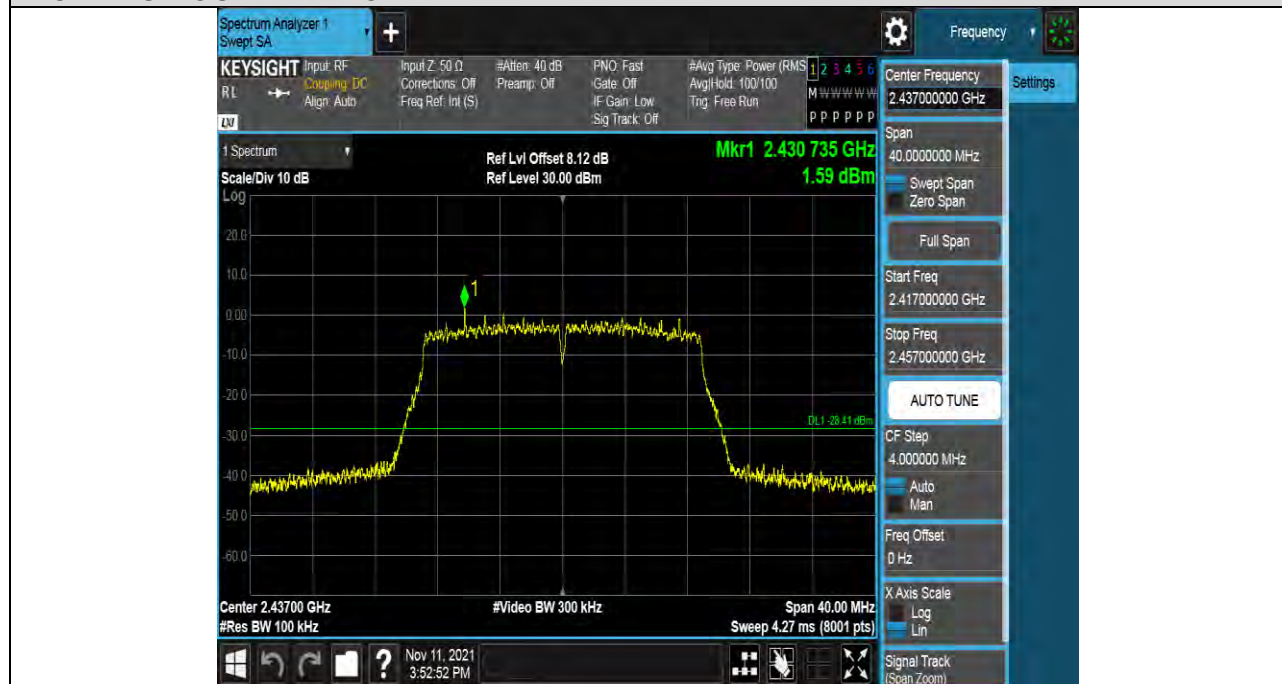 Spectrum Analyzer 1
Swept SA
+
Frequency
KEYSIGHT
RL
LXI
Input: RF
Coupling: DC
Align: Auto
Input Z: 50 Ω
Corrections: Off
Freq Ref: Int (S)
#Atten: 40 dB
Preamp: Off
PNO: Fast
Gate: Off
IF Gain: Low
Sig Track: Off
#Avg Type: Power (RMS
Avg|Hold: 100/100
Trig: Free Run
1 2 3 4 5 6
M W W W W W
P P P P P P
1 Spectrum
Scale/Div 10 dB
Log
Ref Lvl Offset 8.12 dB
Ref Level 30.00 dBm
Mkr1 2.430 735 GHz
1.59 dBm
20.0
10.0
0.00
-10.0
-20.0
-30.0
-40.0
-50.0
-60.0
1
DL1 -28.41 dBm
Center 2.43700 GHz
#Res BW 100 kHz
#Video BW 300 kHz
Span 40.00 MHz
Sweep 4.27 ms (8001 pts)
?
Nov 11, 2021
3:52:52 PM
Center Frequency
2.437000000 GHz
Settings
Span
40.0000000 MHz
Swept Span
Zero Span
Full Span
Start Freq
2.417000000 GHz
Stop Freq
2.457000000 GHz
AUTO TUNE
CF Step
4.000000 MHz
Auto
Man
Freq Offset
0 Hz
X Axis Scale
Log
Lin
Signal Track
(Span Zoom)